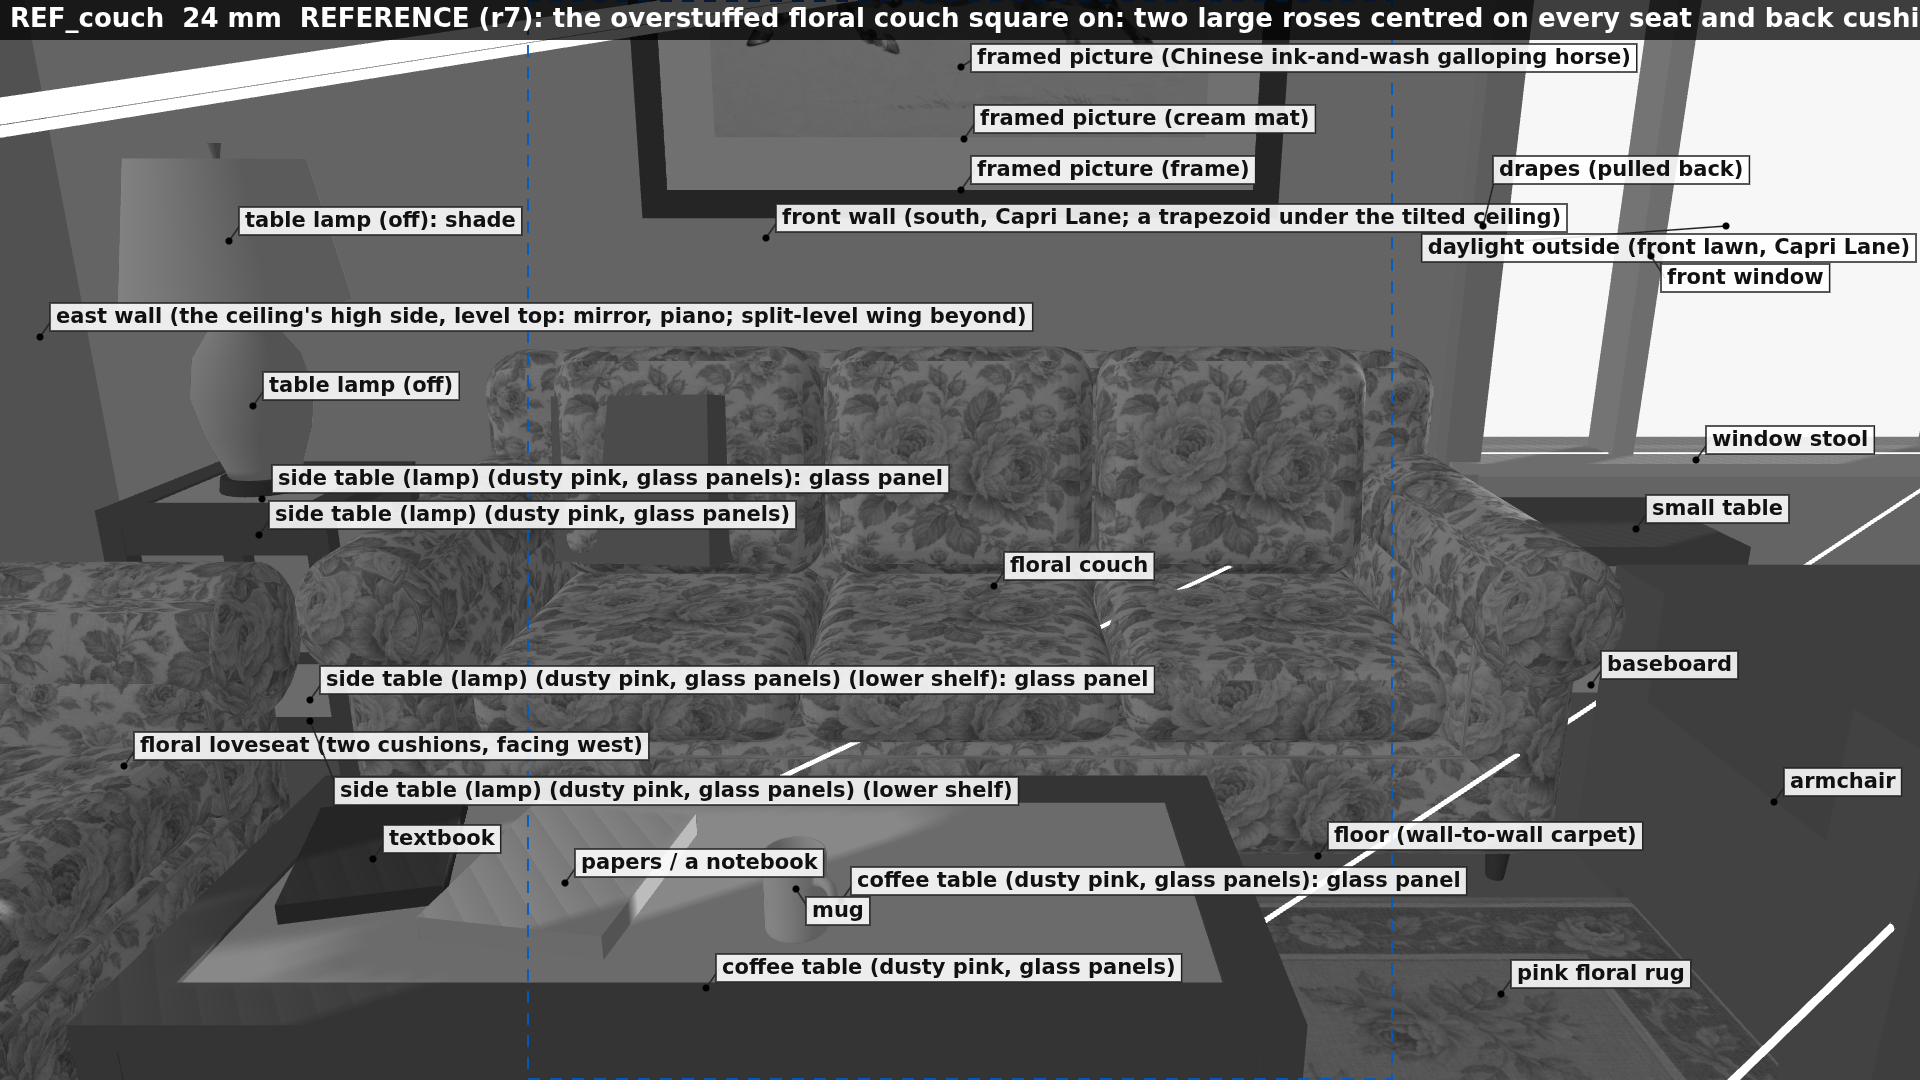 REF_couch 24 mm REFERENCE (r7): the overstuffed floral couch square on: two large roses centred on every seat and back cushi
framed picture (Chinese ink-and-wash galloping horse)
framed picture (cream mat)
framed picture (frame)
drapes (pulled back)
table lamp (off): shade
front wall (south, Capri Lane; a trapezoid under the tilted ceiling)
daylight outside (front lawn, Capri Lane)
front window
east wall (the ceiling's high side, level top: mirror, piano; split-level wing beyond)
table lamp (off)
window stool
side table (lamp) (dusty pink, glass panels): glass panel
side table (lamp) (dusty pink, glass panels)
small table
floral couch
baseboard
side table (lamp) (dusty pink, glass panels) (lower shelf): glass panel
floral loveseat (two cushions, facing west)
side table (lamp) (dusty pink, glass panels) (lower shelf)
armchair
textbook
floor (wall-to-wall carpet)
papers / a notebook
coffee table (dusty pink, glass panels): glass panel
mug
coffee table (dusty pink, glass panels)
pink floral rug